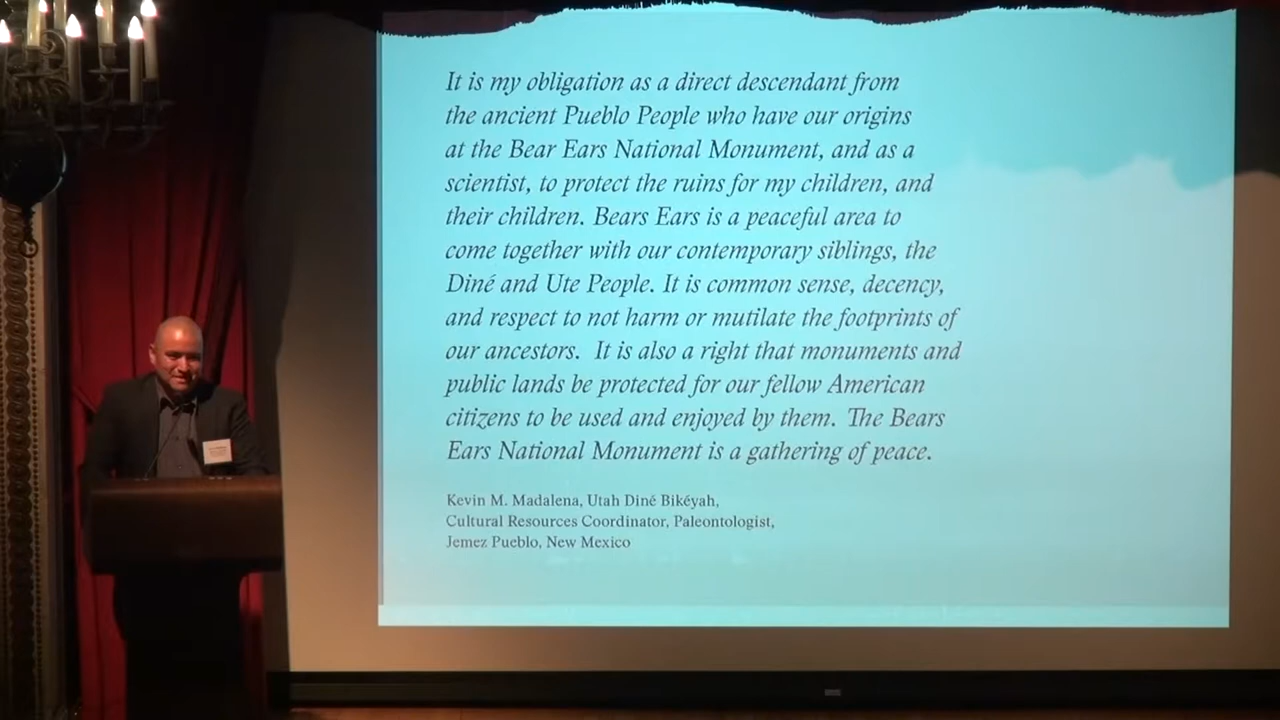 It is my obligation as a direct descendant from
the ancient Pueblo People who have our origins
at the Bear Ears National Monument, and as a
scientist, to protect the ruins for my children, and
their children. Bears Ears is a peaceful area to
come together with our contemporary siblings, the
Diné and Ute People. It is common sense, decency,
and respect to not harm or mutilate the footprints of
our ancestors.  It is also a right that monuments and
public lands be protected for our fellow American
citizens to be used and enjoyed by them. The Bears
Ears National Monument is a gathering of peace.
Kevin M. Madalena, Utah Diné Bikéyah,
Cultural Resources Coordinator, Paleontologist,
Jemez Pueblo, New Mexico